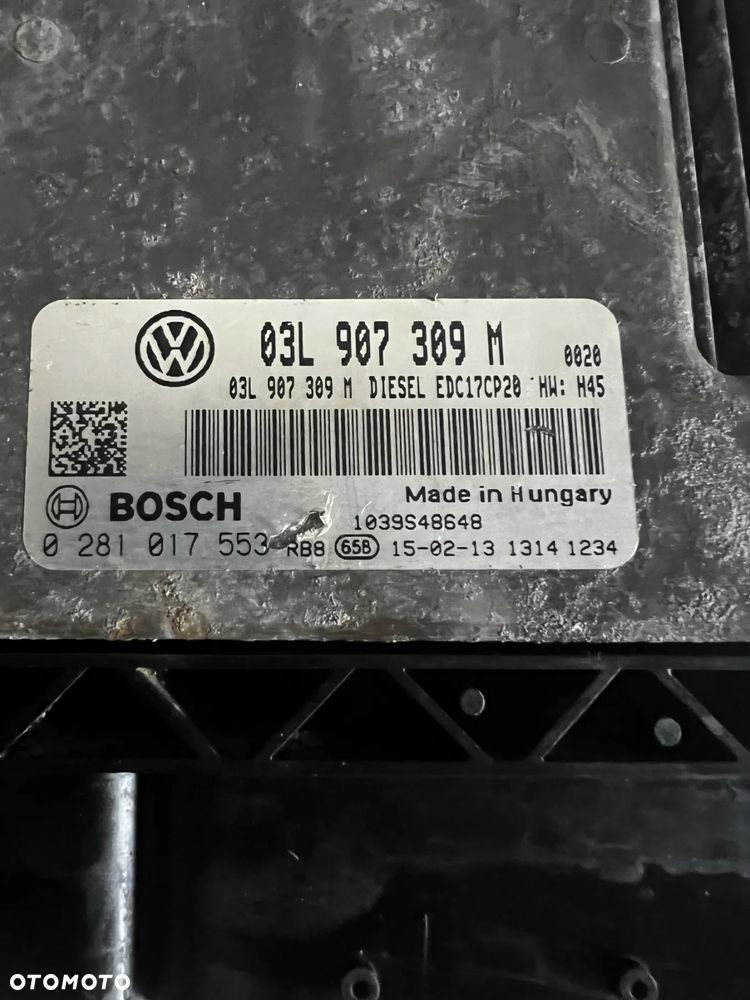 03L 907 309 M 0020
03L 907 309 M DIESEL EDC17CP20 HW: H45
BOSCH Made in Hungary
1039S48648
0 281 017 553 RB8 65B 15-02-13 1314 1234
OTOMOTO